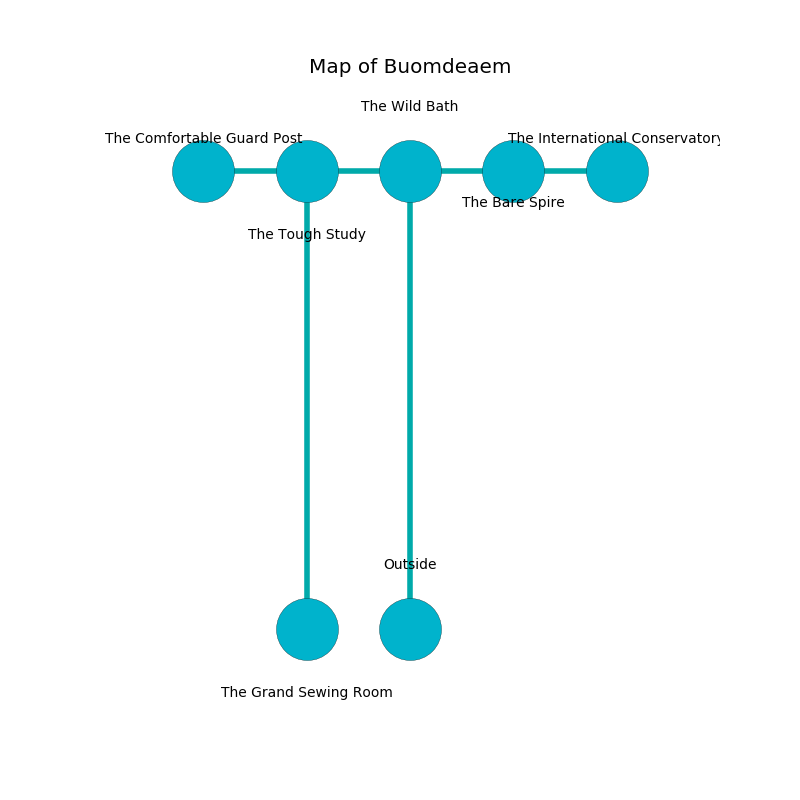 Map of Buomdeaem
The Wild Bath
The Comfortable Guard Post
The International Conservatory
The Bare Spire
The Tough Study
Outside
The Grand Sewing Room